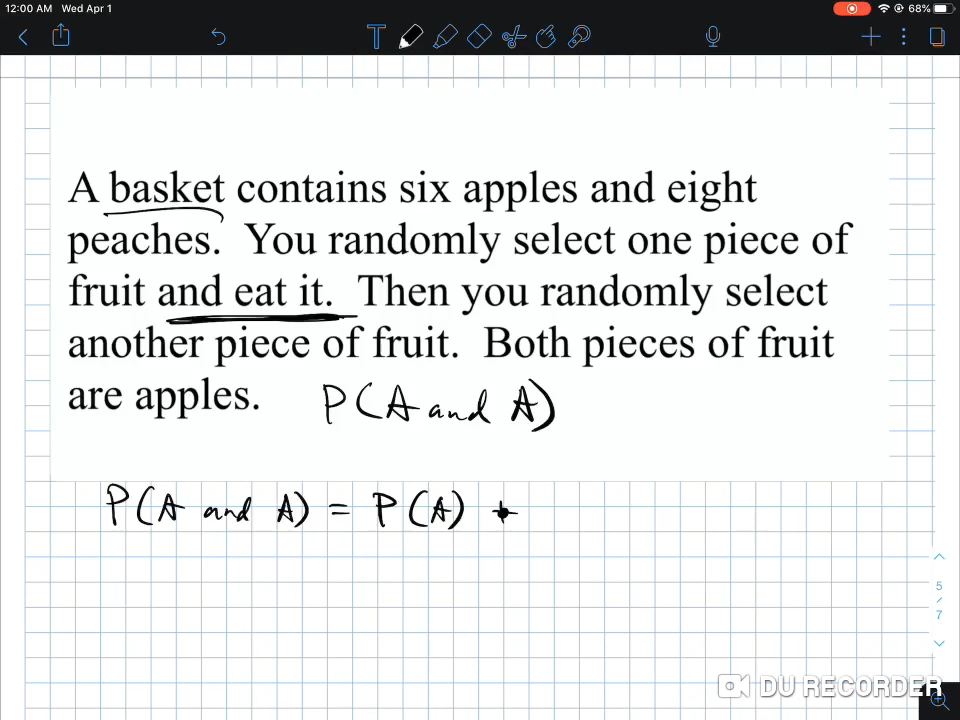 12:00 AM Wed Apr 1
68%
T
A basket contains six apples and eight
peaches. You randomly select one piece of
fruit and eat it. Then you randomly select
another piece of fruit. Both pieces of fruit
are apples. P(A and A)
P(A and A) = P(A)
5
7
DU RECORDER